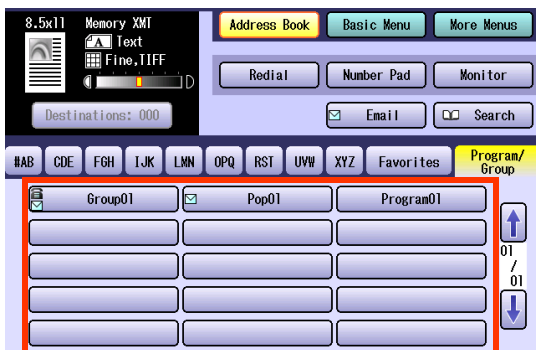 8.5x11 Memory XMT
A Text
Fine,TIFF
D
Destinations: 000
Address Book
Basic Menu
More Menus
Redial
Number Pad
Monitor
Email
Search
#AB
CDE
FGH
IJK
LMN
OPQ
RST
UVW
XYZ
Favorites
Program/
Group
Group01
Pop01
Program01
01
/
01